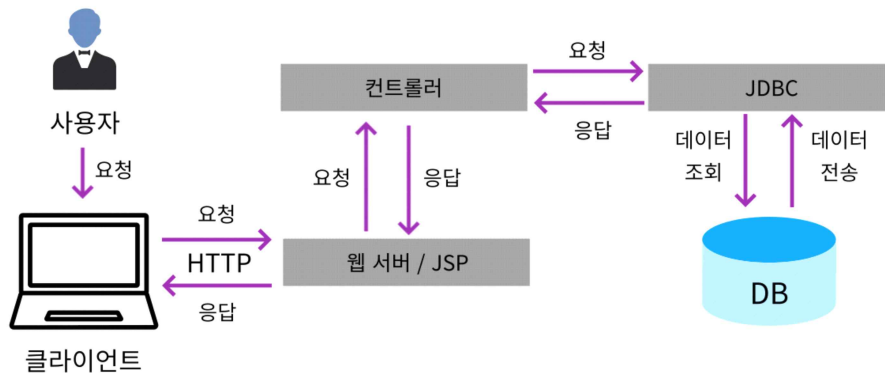 사용자
요청
클라이언트
요청
HTTP
응답
웹 서버 / JSP
요청
응답
컨트롤러
요청
응답
JDBC
데이터
조회
데이터
전송
DB